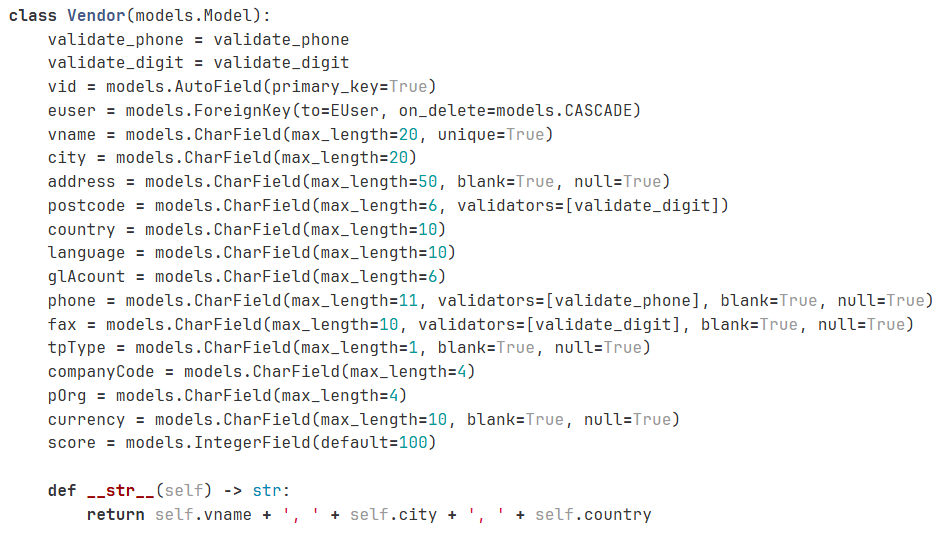 class Vendor(models.Model):
    validate_phone = validate_phone
    validate_digit = validate_digit
    vid = models.AutoField(primary_key=True)
    euser = models.ForeignKey(to=EUser, on_delete=models.CASCADE)
    vname = models.CharField(max_length=20, unique=True)
    city = models.CharField(max_length=20)
    address = models.CharField(max_length=50, blank=True, null=True)
    postcode = models.CharField(max_length=6, validators=[validate_digit])
    country = models.CharField(max_length=10)
    language = models.CharField(max_length=10)
    glAcount = models.CharField(max_length=6)
    phone = models.CharField(max_length=11, validators=[validate_phone], blank=True, null=True)
    fax = models.CharField(max_length=10, validators=[validate_digit], blank=True, null=True)
    tpType = models.CharField(max_length=1, blank=True, null=True)
    companyCode = models.CharField(max_length=4)
    pOrg = models.CharField(max_length=4)
    currency = models.CharField(max_length=10, blank=True, null=True)
    score = models.IntegerField(default=100)

    def __str__(self) -> str:
        return self.vname + ', ' + self.city + ', ' + self.country